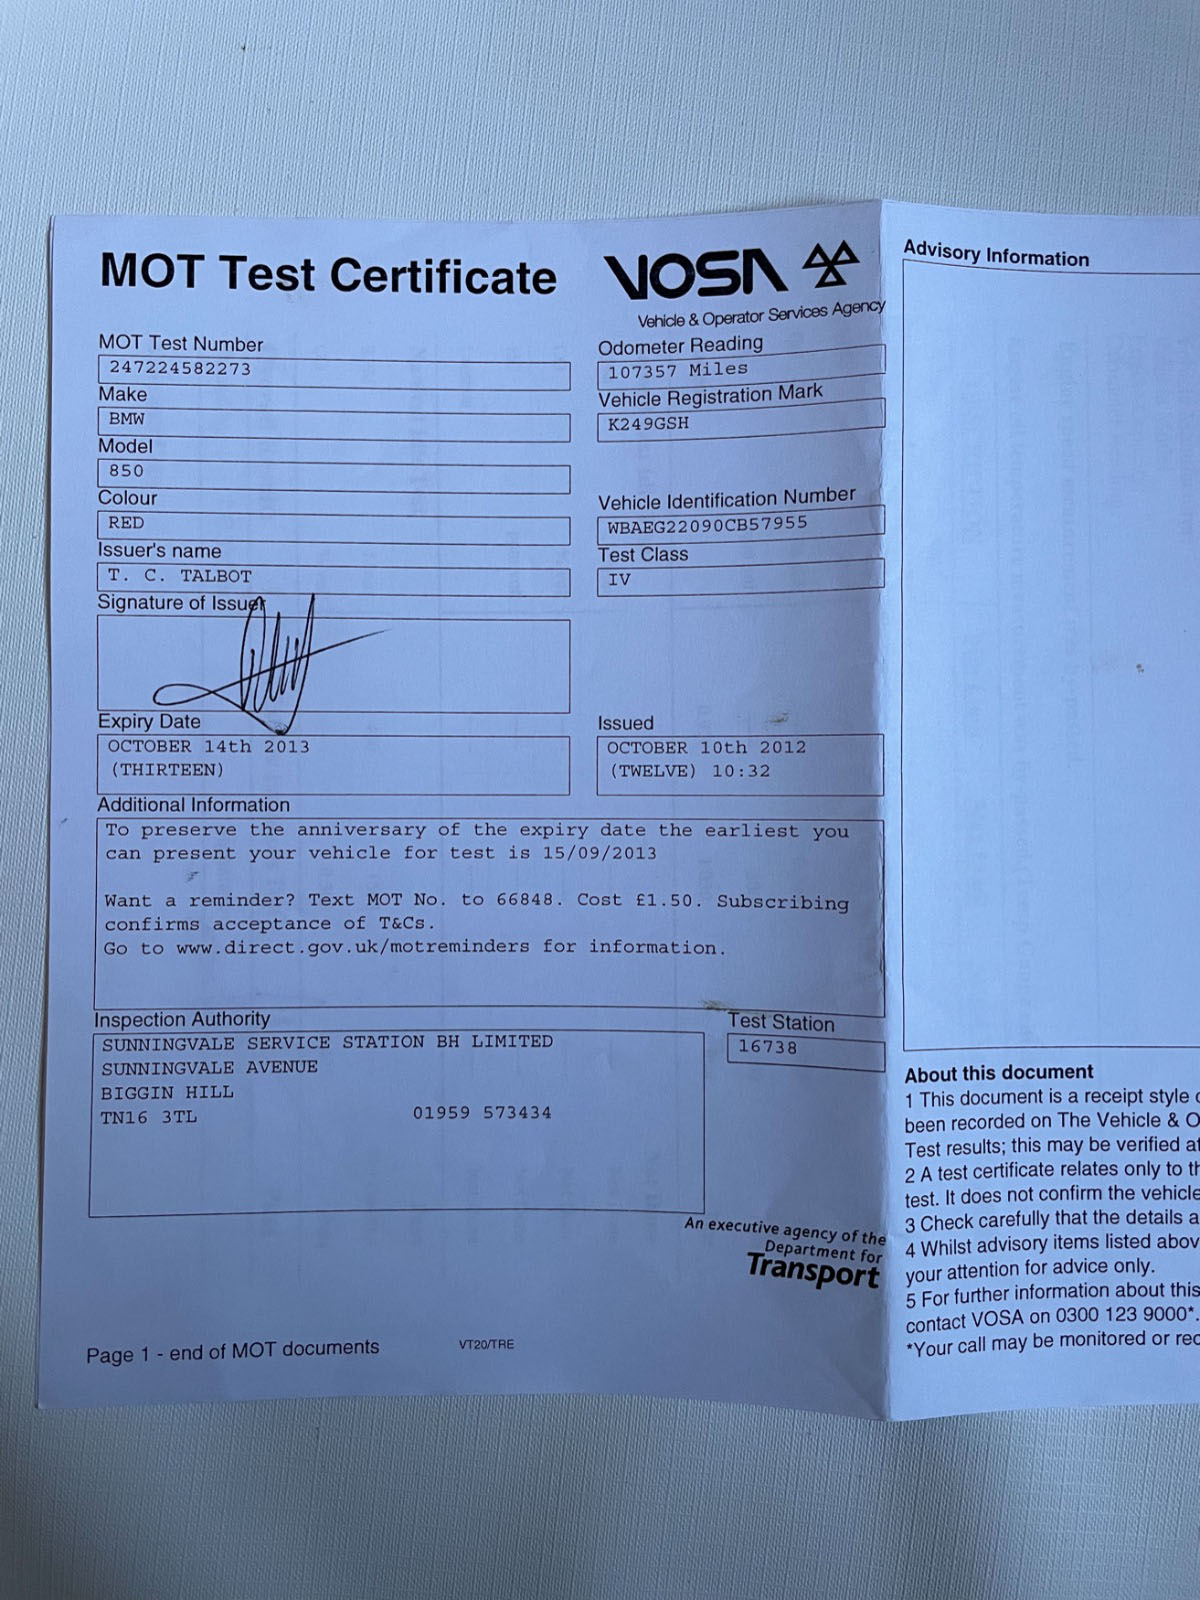 MOT Test Certificate
VOSA
Vehicle & Operator Services Agency
MOT Test Number
247224582273
Odometer Reading
107357 Miles
Make
BMW
Vehicle Registration Mark
K249GSH
Model
850
Colour
RED
Vehicle Identification Number
WBAEG22090CB57955
Issuer's name
T. C. TALBOT
Test Class
IV
Signature of Issuer
Expiry Date
OCTOBER 14th 2013
(THIRTEEN)
Issued
OCTOBER 10th 2012
(TWELVE) 10:32
Additional Information
To preserve the anniversary of the expiry date the earliest you
can present your vehicle for test is 15/09/2013
Want a reminder? Text MOT No. to 66848. Cost £1.50. Subscribing
confirms acceptance of T&Cs.
Go to www.direct.gov.uk/motreminders for information.
Inspection Authority
SUNNINGVALE SERVICE STATION BH LIMITED
SUNNINGVALE AVENUE
BIGGIN HILL
TN16 3TL 01959 573434
Test Station
16738
An executive agency of the
Department for
Transport
Page 1 - end of MOT documents
VT20/TRE
Advisory Information
About this document
1 This document is a receipt style
been recorded on The Vehicle & O
Test results; this may be verified at
2 A test certificate relates only to
test. It does not confirm the vehicle
3 Check carefully that the details a
4 Whilst advisory items listed abov
your attention for advice only.
5 For further information about this
contact VOSA on 0300 123 9000*.
*Your call may be monitored or rec